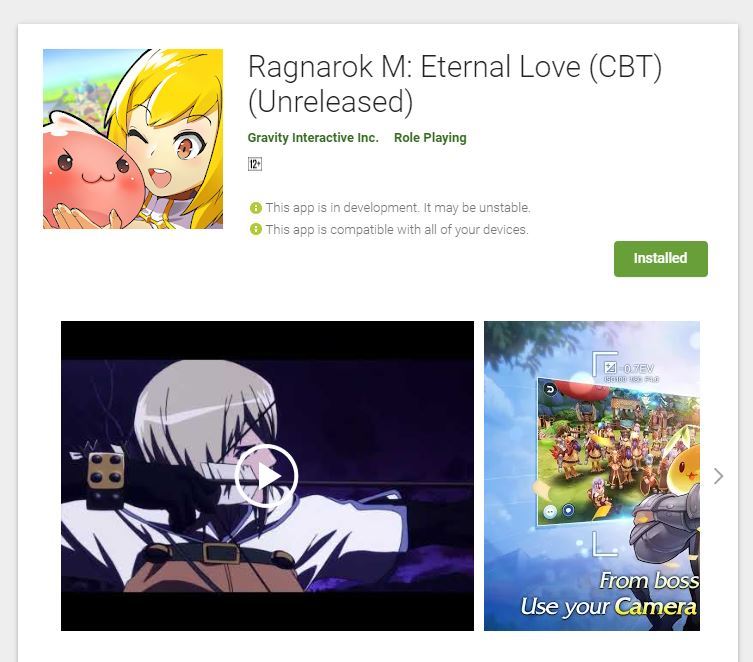 Ragnarok M: Eternal Love (CBT)
(Unreleased)
Gravity Interactive Inc. Role Playing
12+
This app is in development. It may be unstable.
This app is compatible with all of your devices.
Installed
-0.7EV
From boss
Use your Camera